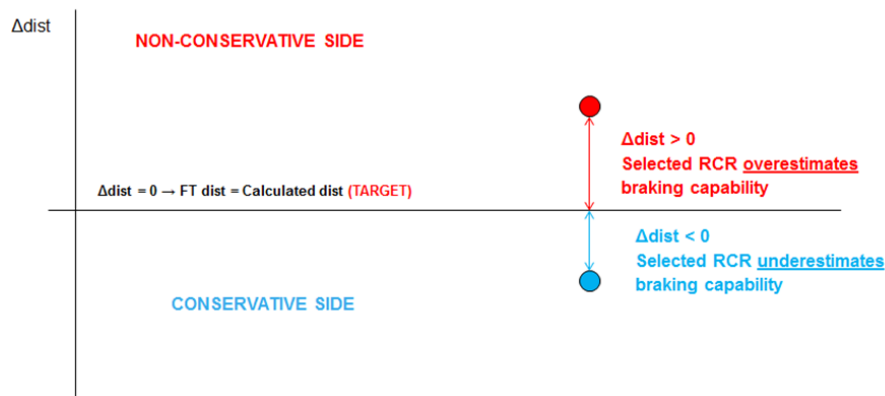 Δdist
NON-CONSERVATIVE SIDE
Δdist > 0
Selected RCR overestimates
braking capability
Δdist = 0 → FT dist = Calculated dist (TARGET)
Δdist < 0
Selected RCR underestimates
braking capability
CONSERVATIVE SIDE